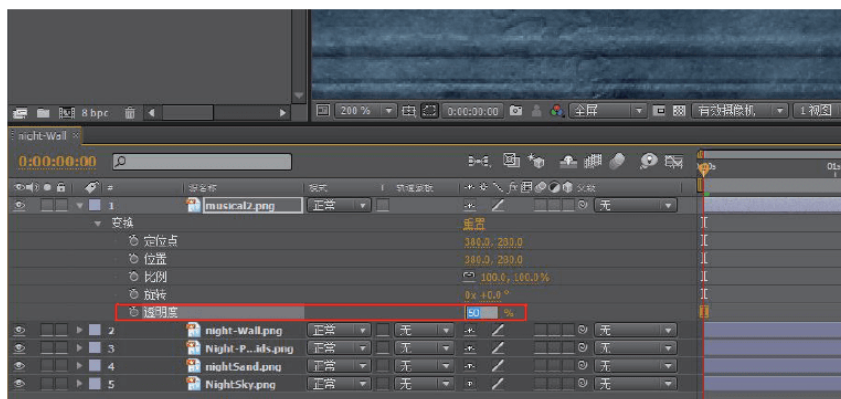 8 bpc 200 % 0:00:00:00 全屏 有效摄像机 1 视图
night-Wall
0:00:00:00 01s
# 源名称 模式 T 轨道蒙板 父级
1 musical2.png 正常 无
变换 重置
定位点 380.0, 280.0
位置 380.0, 280.0
比例 100.0, 100.0%
旋转 0x +0.0°
透明度 50 %
2 night-Wall.png 正常 无 无
3 Night-P...ids.png 正常 无 无
4 nightSand.png 正常 无 无
5 NightSky.png 正常 无 无